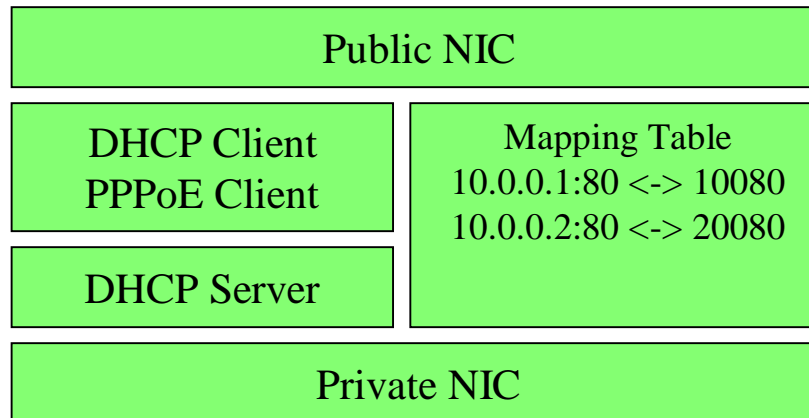 Public NIC
DHCP Client
PPPoE Client
DHCP Server
Mapping Table
10.0.0.1:80 <-> 10080
10.0.0.2:80 <-> 20080
Private NIC